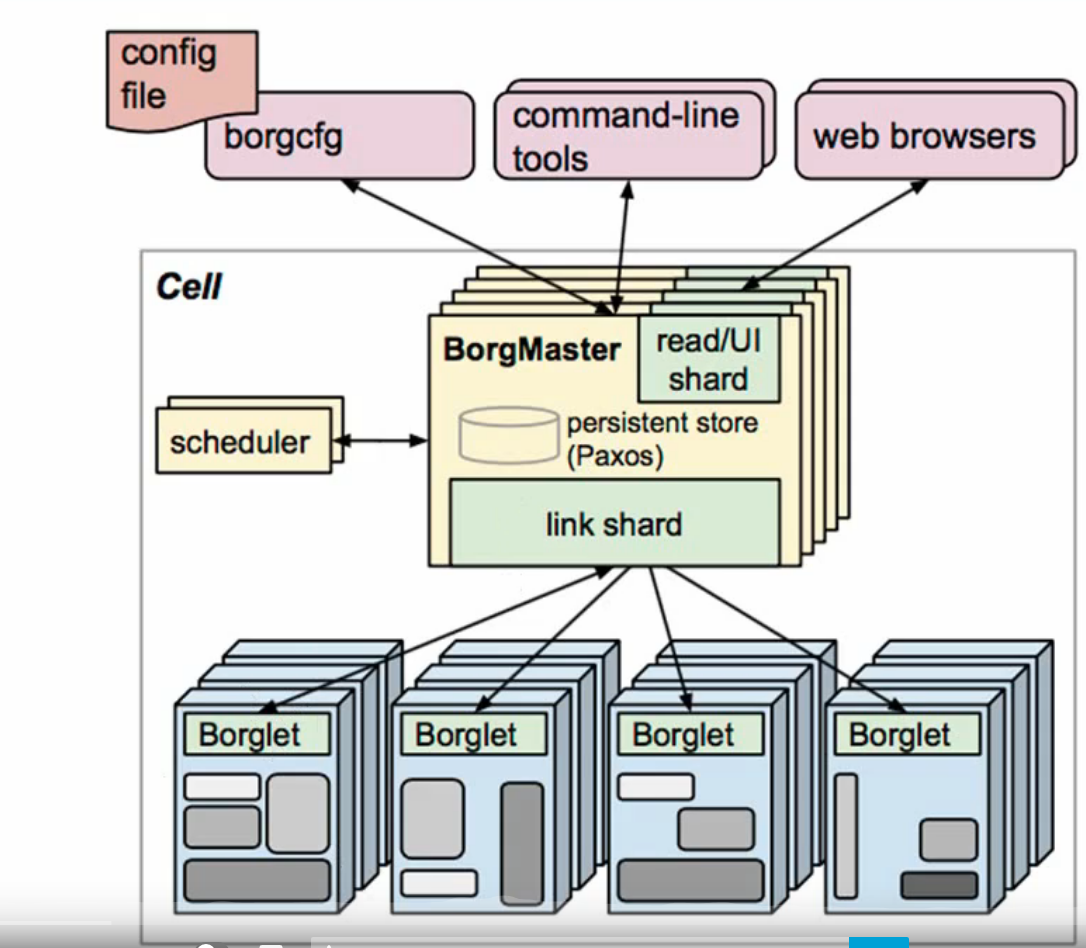 config
file
borgcfg
command-line
tools
web browsers
Cell
BorgMaster
read/UI
shard
scheduler
persistent store
(Paxos)
link shard
Borglet
Borglet
Borglet
Borglet